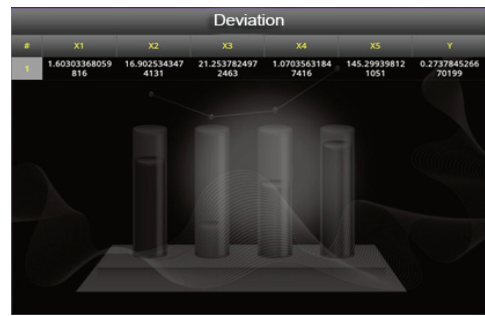 Deviation
# X1 X2 X3 X4 X5 Y
1 1.60303368059 16.902534347 21.253782497 1.0703563184 145.29939812 0.2737845266
816 4131 2463 7416 1051 70199